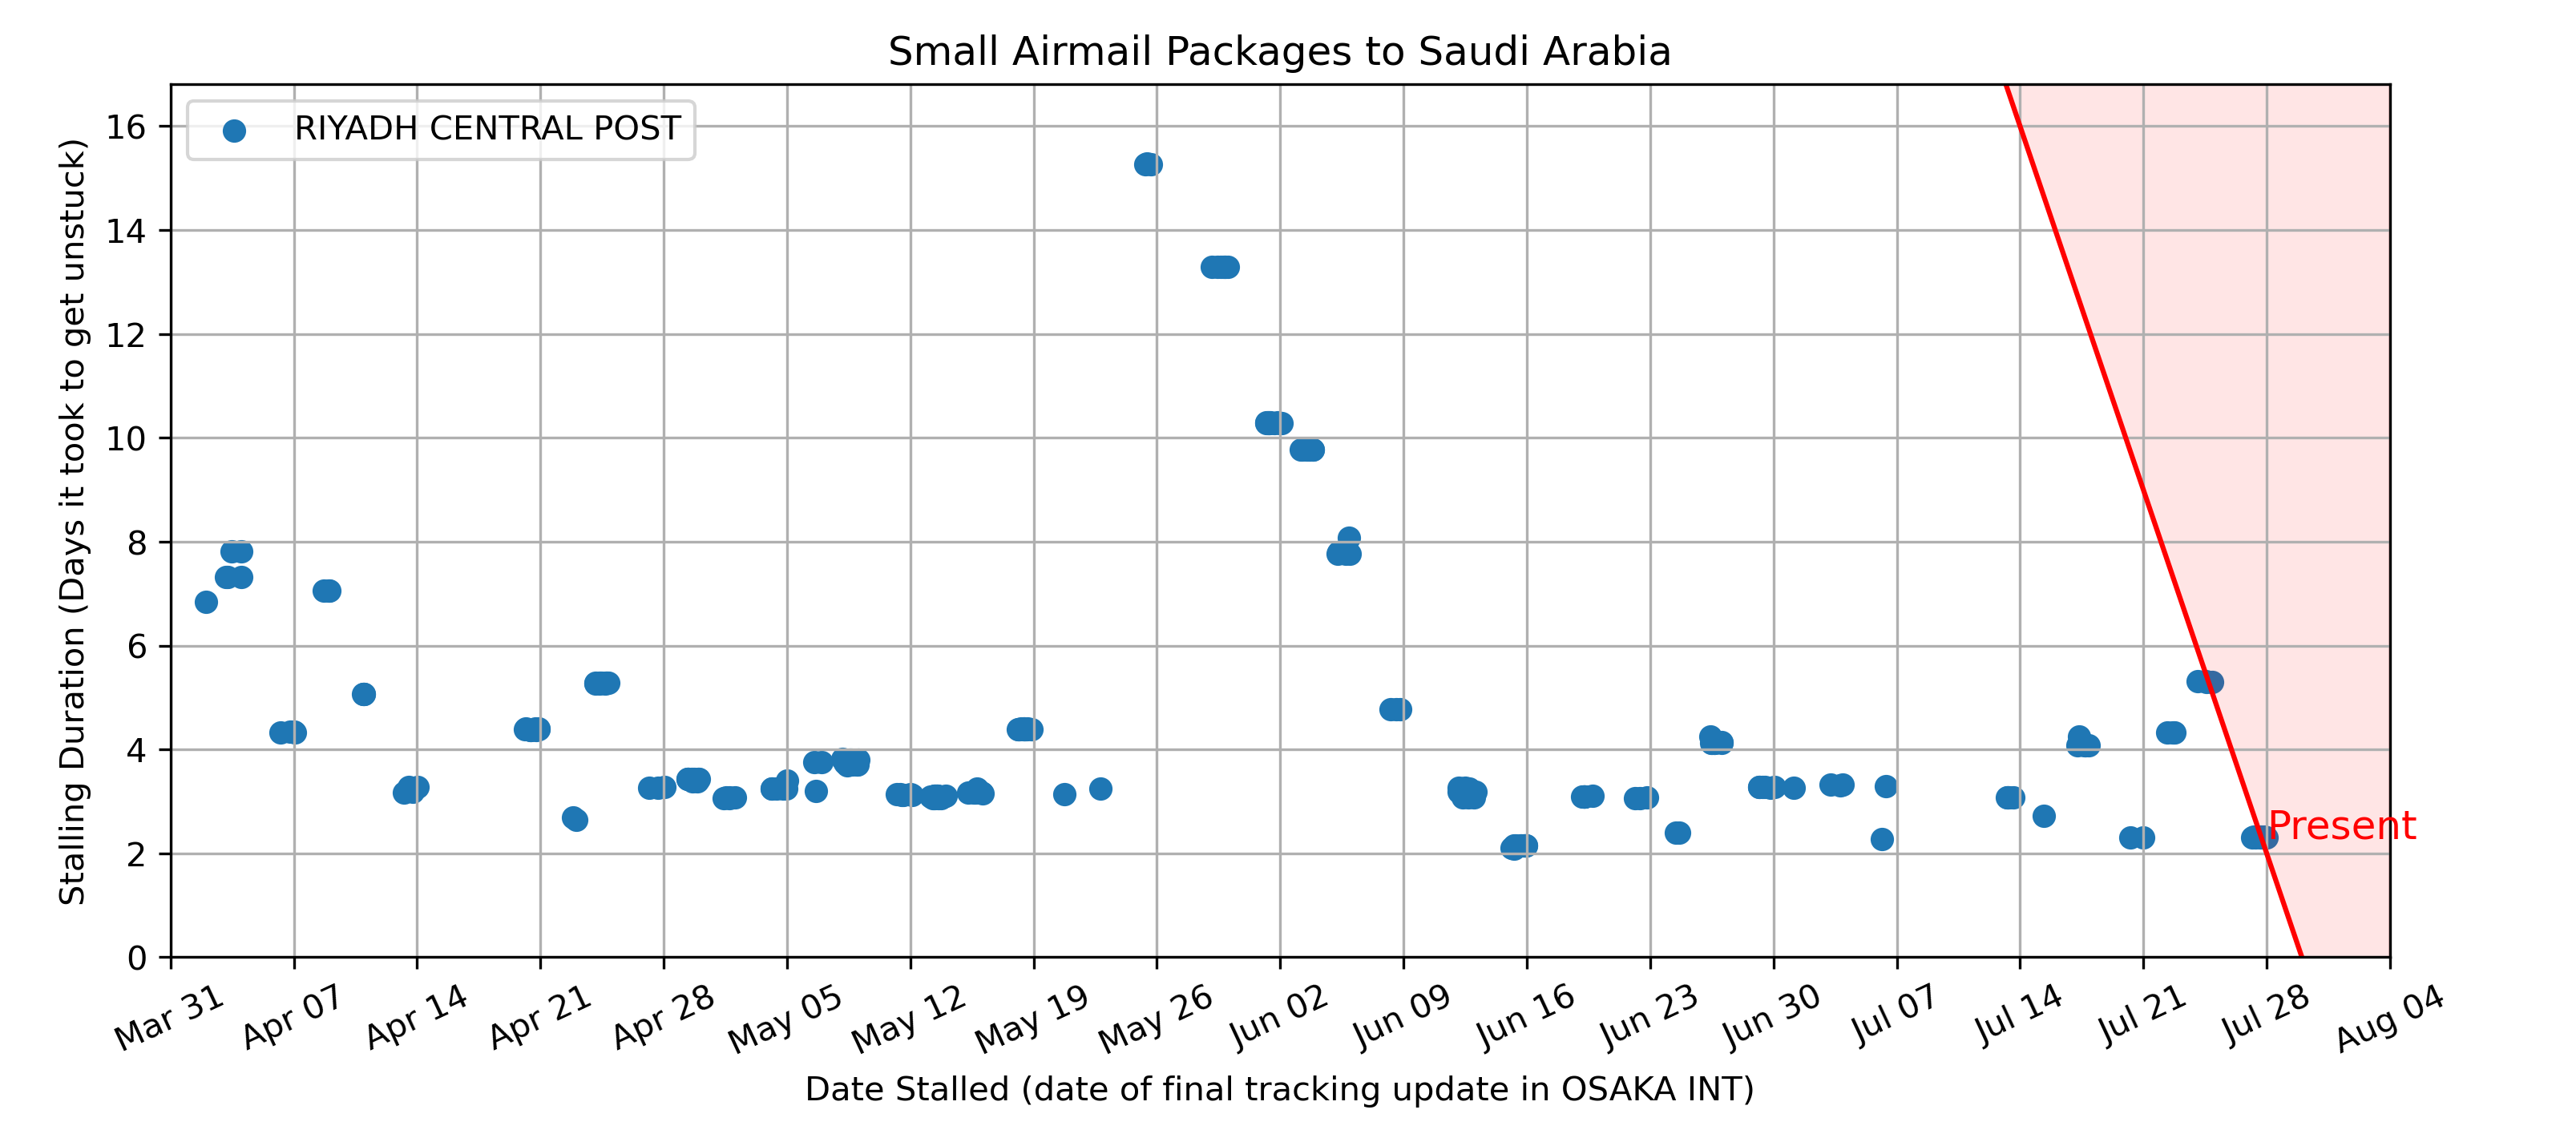 Small Airmail Packages to Saudi Arabia
RIYADH CENTRAL POST
Stalling Duration (Days it took to get unstuck)
16
14
12
10
8
6
4
2
0
Present
Mar 31
Apr 07
Apr 14
Apr 21
Apr 28
May 05
May 12
May 19
May 26
Jun 02
Jun 09
Jun 16
Jun 23
Jun 30
Jul 07
Jul 14
Jul 21
Jul 28
Aug 04
Date Stalled (date of final tracking update in OSAKA INT)